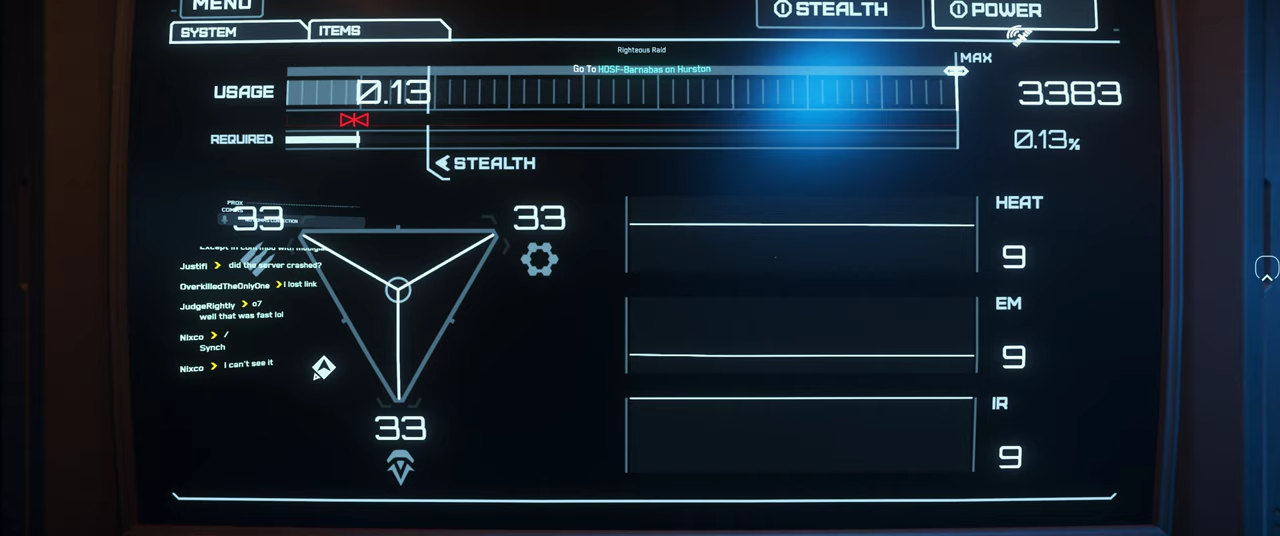 MENU
STEALTH
POWER
SYSTEM
ITEMS
Righteous Raid
MAX
Go To HDSF-Barnabas on Hurston
USAGE
0.13
3383
REQUIRED
0.13%
STEALTH
PROX
33
33
HEAT
9
Justifi > did the server crashed?
OverkilledTheOnlyOne > I lost link
JudgeRightly > o7
well that was fast lol
Nixco > /
Synch
Nixco > I can't see it
EM
9
IR
9
33